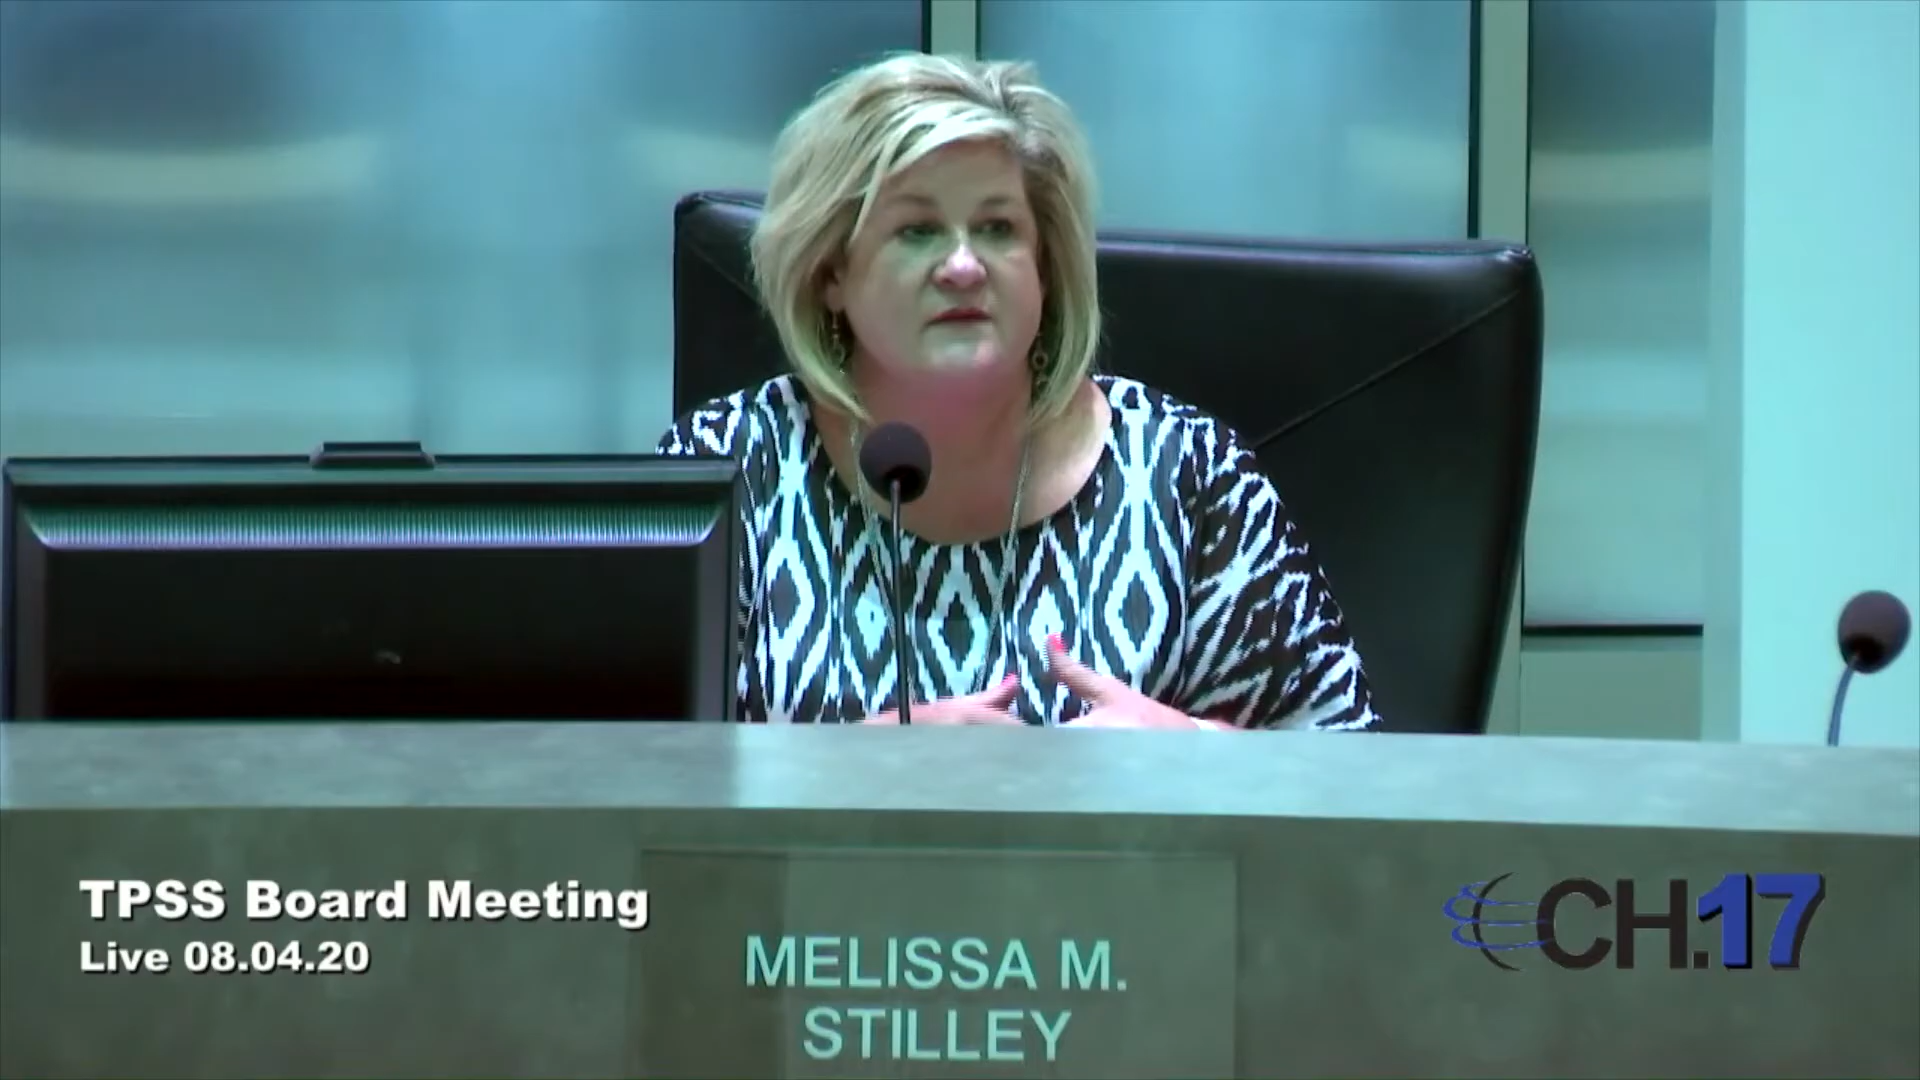 TPSS Board Meeting
Live 08.04.20
MELISSA M.
STILLEY
CH.17